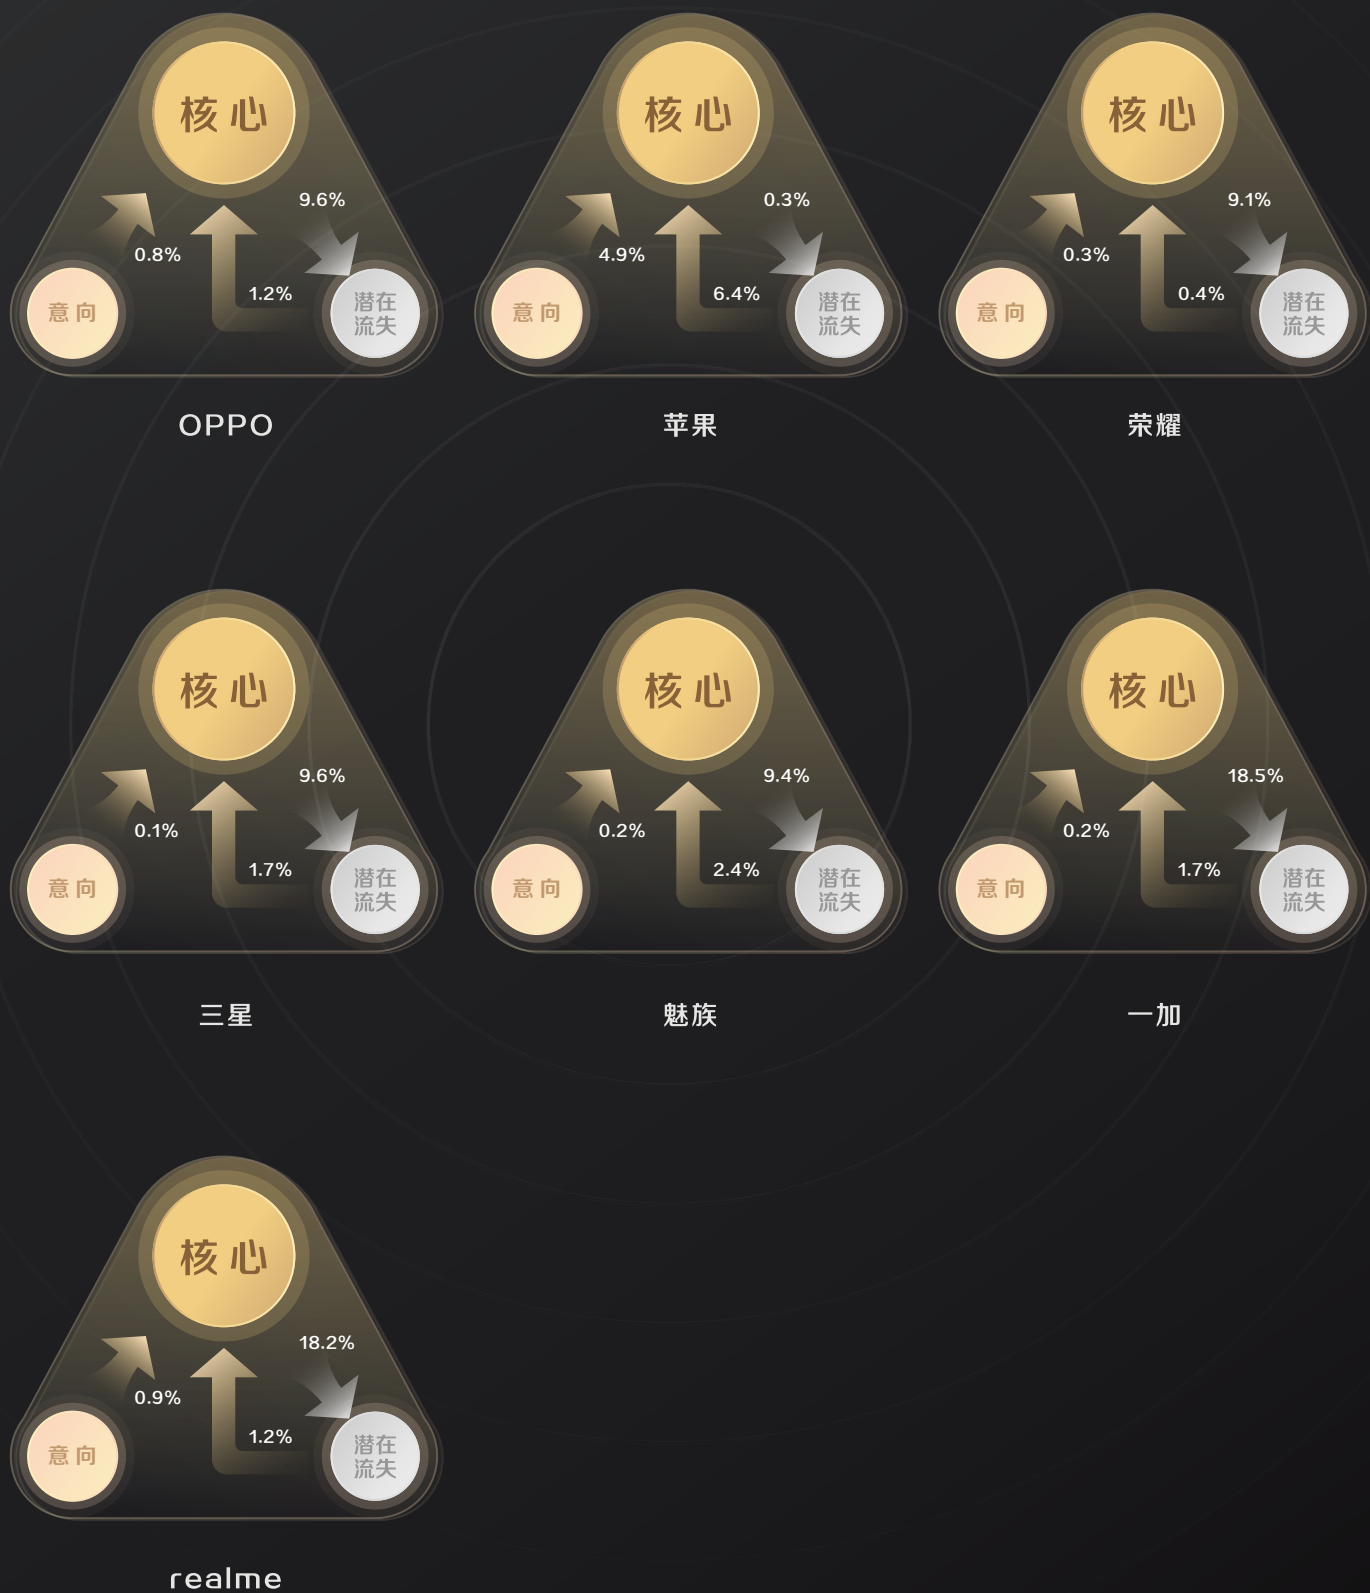 核心
9.6%
0.8%
1.2%
意向
潜在
流失
OPPO
核心
0.3%
4.9%
6.4%
意向
潜在
流失
苹果
核心
9.1%
0.3%
0.4%
意向
潜在
流失
荣耀
核心
9.6%
0.1%
1.7%
意向
潜在
流失
三星
核心
9.4%
0.2%
2.4%
意向
潜在
流失
魅族
核心
18.5%
0.2%
1.7%
意向
潜在
流失
一加
核心
18.2%
0.9%
1.2%
意向
潜在
流失
realme